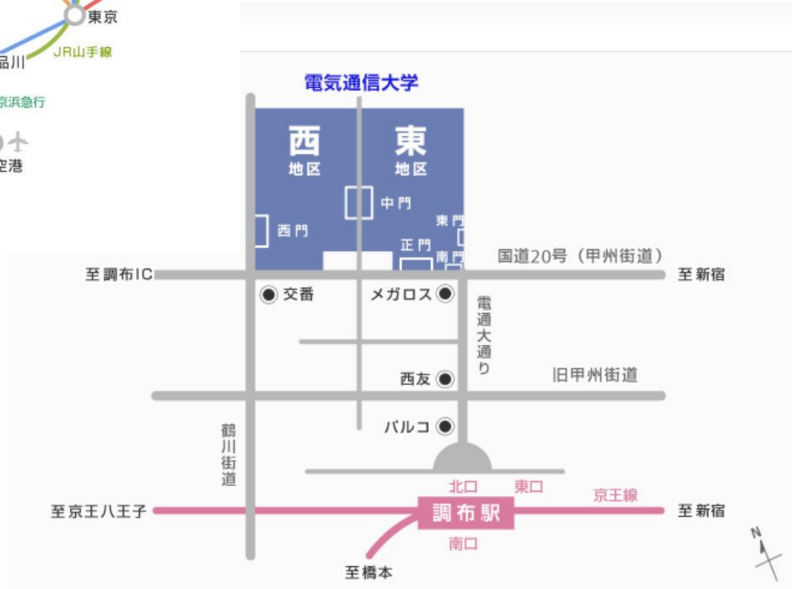 東京
JR山手線
品川
京浜急行
空港
電気通信大学
西
地区
東
地区
中門
西門
東門
正門
南門
国道20号（甲州街道）
至調布IC
至新宿
交番
メガロス
電通大通り
西友
旧甲州街道
パルコ
鶴川街道
北口
東口
京王線
至京王八王子
調布駅
至新宿
南口
至橋本
N